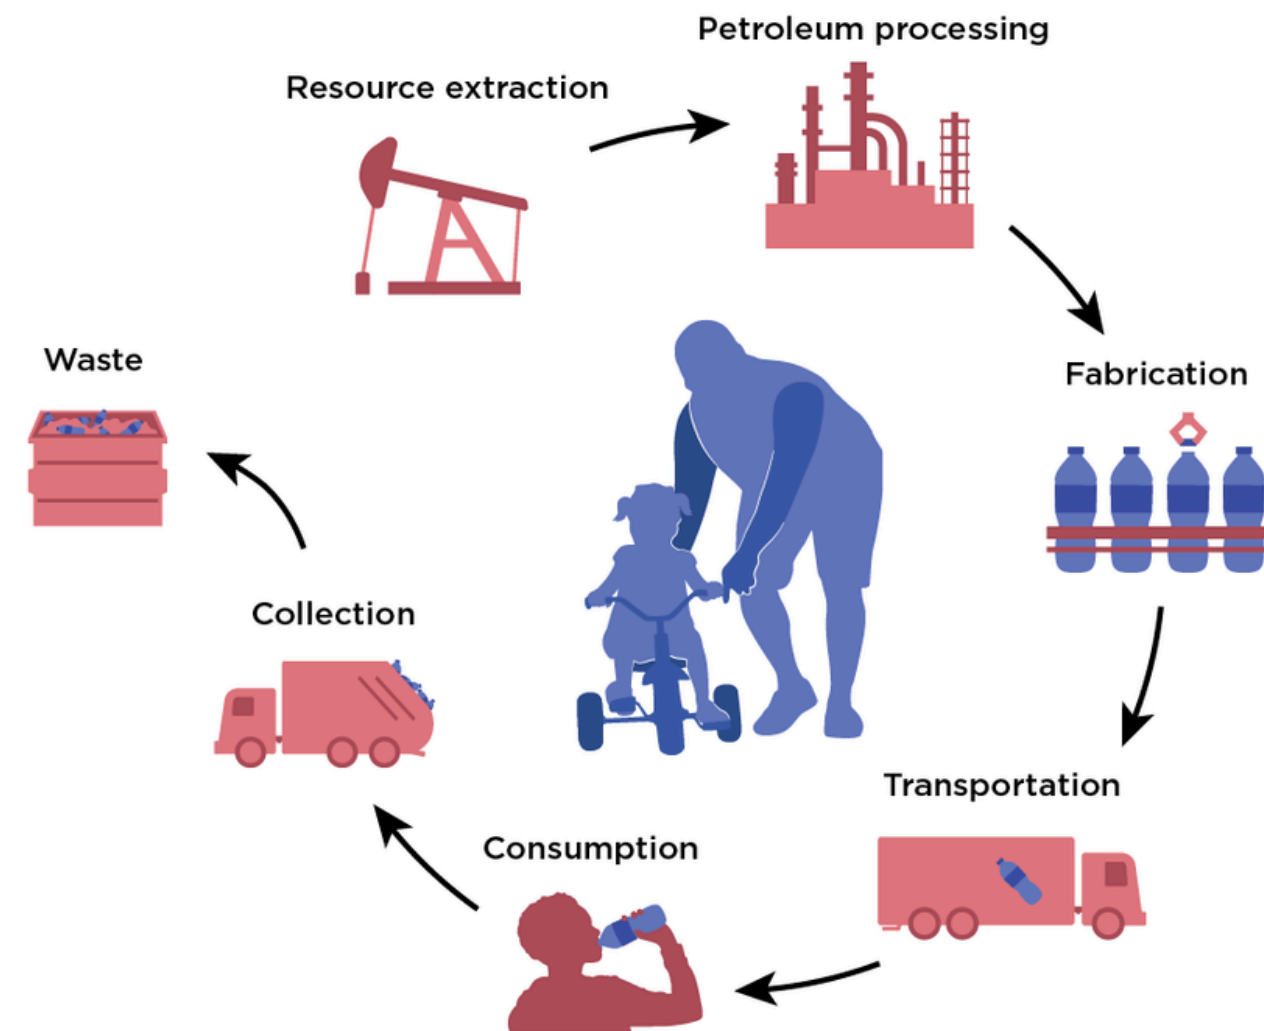 Petroleum processing
Resource extraction
Waste
Fabrication
Collection
Transportation
Consumption